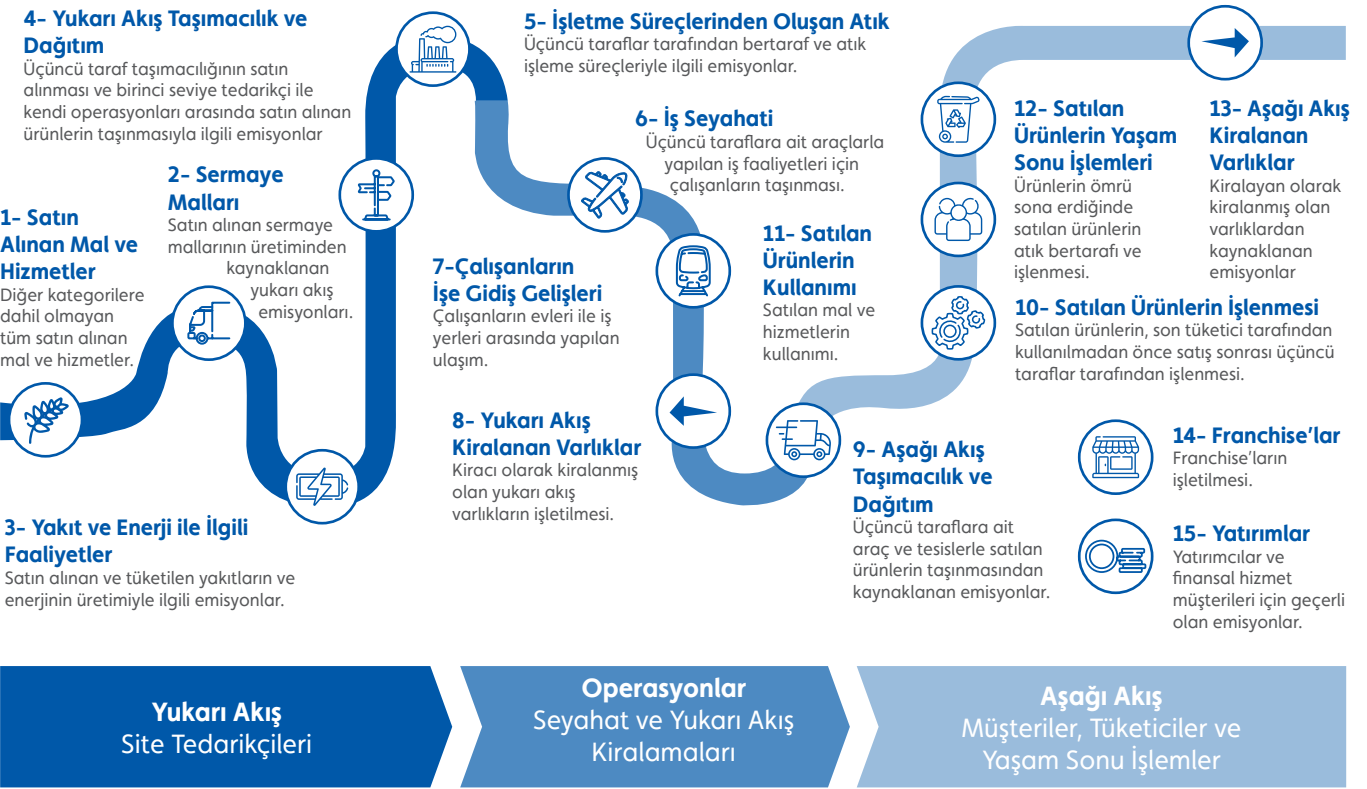 4- Yukarı Akış Taşımacılık ve
Dağıtım
Üçüncü taraf taşımacılığının satın
alınması ve birinci seviye tedarikçi ile
kendi operasyonları arasında satın alınan
ürünlerin taşınmasıyla ilgili emisyonlar
2- Sermaye
Malları
Satın alınan sermaye
mallarının üretiminden
kaynaklanan
yukarı akış
emisyonları.
1- Satın
Alınan Mal ve
Hizmetler
Diğer kategorilere
dahil olmayan
tüm satın alınan
mal ve hizmetler.
3- Yakıt ve Enerji ile İlgili
Faaliyetler
Satın alınan ve tüketilen yakıtların ve
enerjinin üretimiyle ilgili emisyonlar.
5- İşletme Süreçlerinden Oluşan Atık
Üçüncü taraflar tarafından bertaraf ve atık
işleme süreçleriyle ilgili emisyonlar.
6- İş Seyahati
Üçüncü taraflara ait araçlarla
yapılan iş faaliyetleri için
çalışanların taşınması.
7-Çalışanların
İşe Gidiş Gelişleri
Çalışanların evleri ile iş
yerleri arasında yapılan
ulaşım.
8- Yukarı Akış
Kiralanan Varlıklar
Kiracı olarak kiralanmış
olan yukarı akış
varlıkların işletilmesi.
11- Satılan
Ürünlerin
Kullanımı
Satılan mal ve
hizmetlerin
kullanımı.
9- Aşağı Akış
Taşımacılık ve
Dağıtım
Üçüncü taraflara ait
araç ve tesislerle satılan
ürünlerin taşınmasından
kaynaklanan emisyonlar.
12- Satılan
Ürünlerin Yaşam
Sonu İşlemleri
Ürünlerin ömrü
sona erdiğinde
satılan ürünlerin
atık bertarafı ve
işlenmesi.
13- Aşağı Akış
Kiralanan
Varlıklar
Kiralayan olarak
kiralanmış olan
varlıklardan
kaynaklanan
emisyonlar
10- Satılan Ürünlerin İşlenmesi
Satılan ürünlerin, son tüketici tarafından
kullanılmadan önce satış sonrası üçüncü
taraflar tarafından işlenmesi.
14- Franchise'lar
Franchise'ların
işletilmesi.
15- Yatırımlar
Yatırımcılar ve
finansal hizmet
müşterileri için geçerli
olan emisyonlar.
Yukarı Akış
Site Tedarikçileri
Operasyonlar
Seyahat ve Yukarı Akış
Kiralamaları
Aşağı Akış
Müşteriler, Tüketiciler ve
Yaşam Sonu İşlemler